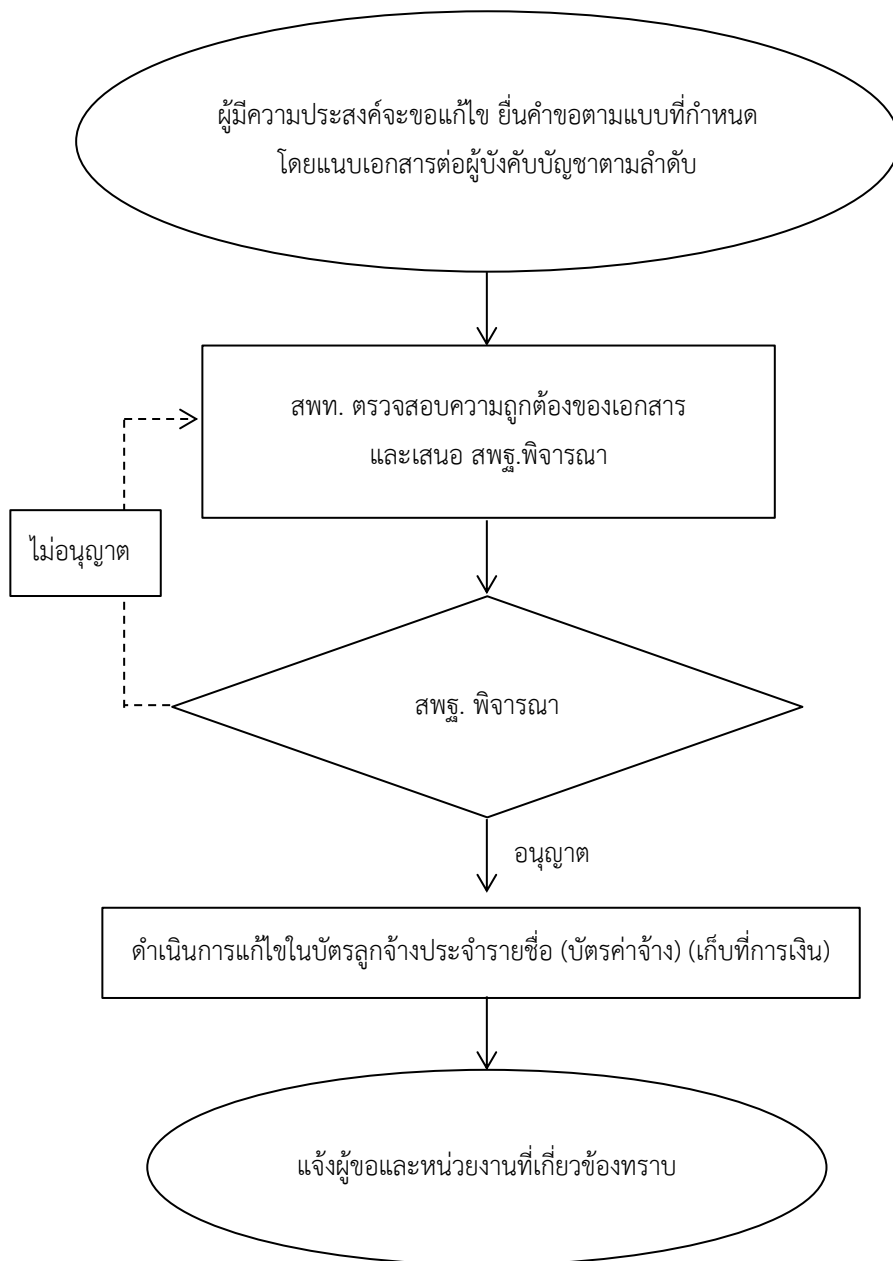 ผู้มีความประสงค์จะขอแก้ไข ยื่นคำขอตามแบบที่กำหนด
โดยแนบเอกสารต่อผู้บังคับบัญชาตามลำดับ
สพท. ตรวจสอบความถูกต้องของเอกสาร
และเสนอ สพฐ.พิจารณา
ไม่อนุญาต
สพฐ. พิจารณา
อนุญาต
ดำเนินการแก้ไขในบัตรลูกจ้างประจำรายชื่อ (บัตรค่าจ้าง) (เก็บที่การเงิน)
แจ้งผู้ขอและหน่วยงานที่เกี่ยวข้องทราบ